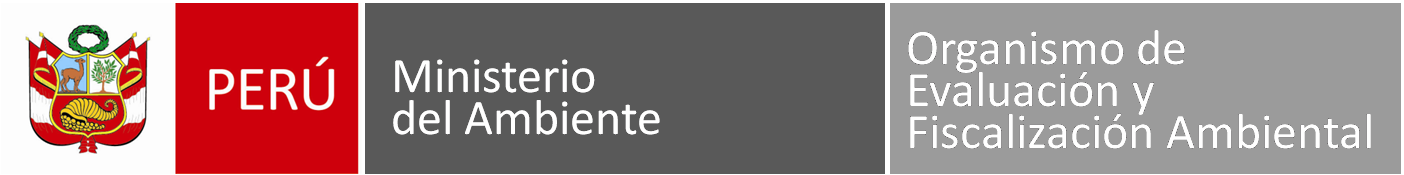 PERÚ
Ministerio
del Ambiente
Organismo de
Evaluación y
Fiscalización Ambiental